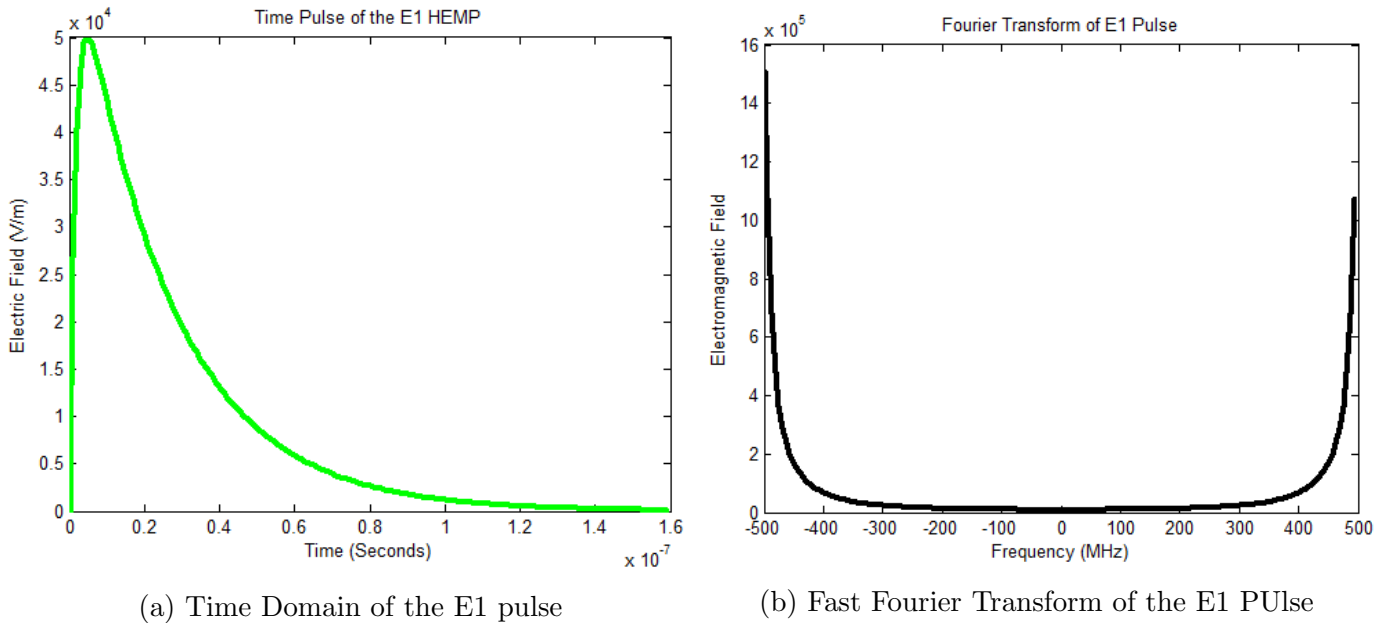 Time Pulse of the E1 HEMP
x 10^4
5
4.5
4
3.5
3
2.5
2
1.5
1
0.5
0
Electric Field (V/m)
0 0.2 0.4 0.6 0.8 1 1.2 1.4 1.6
Time (Seconds)
x 10^-7
(a) Time Domain of the E1 pulse
Fourier Transform of E1 Pulse
x 10^5
16
14
12
10
8
6
4
2
0
Electromagnetic Field
-500 -400 -300 -200 -100 0 100 200 300 400 500
Frequency (MHz)
(b) Fast Fourier Transform of the E1 PUlse